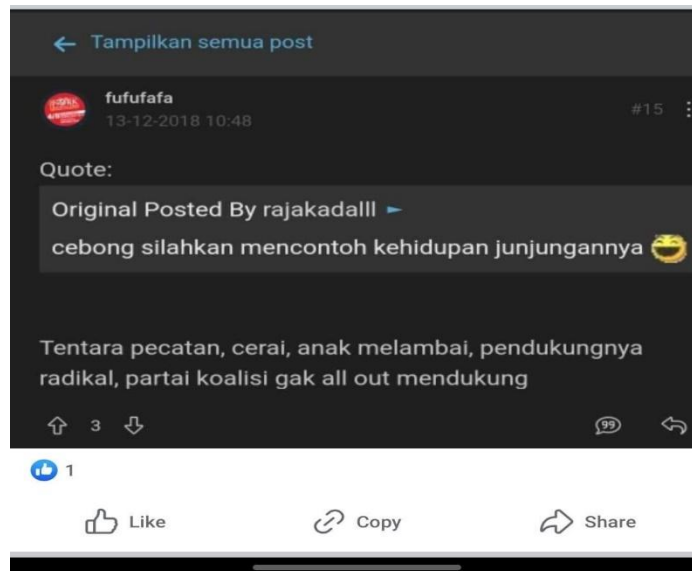 ← Tampilkan semua post
fufufafa
13-12-2018 10:48
#15
Quote:
Original Posted By rajakadalll ►
cebong silahkan mencontoh kehidupan junjungannya
Tentara pecatan, cerai, anak melambai, pendukungnya
radikal, partai koalisi gak all out mendukung
3
99
1
Like
Copy
Share